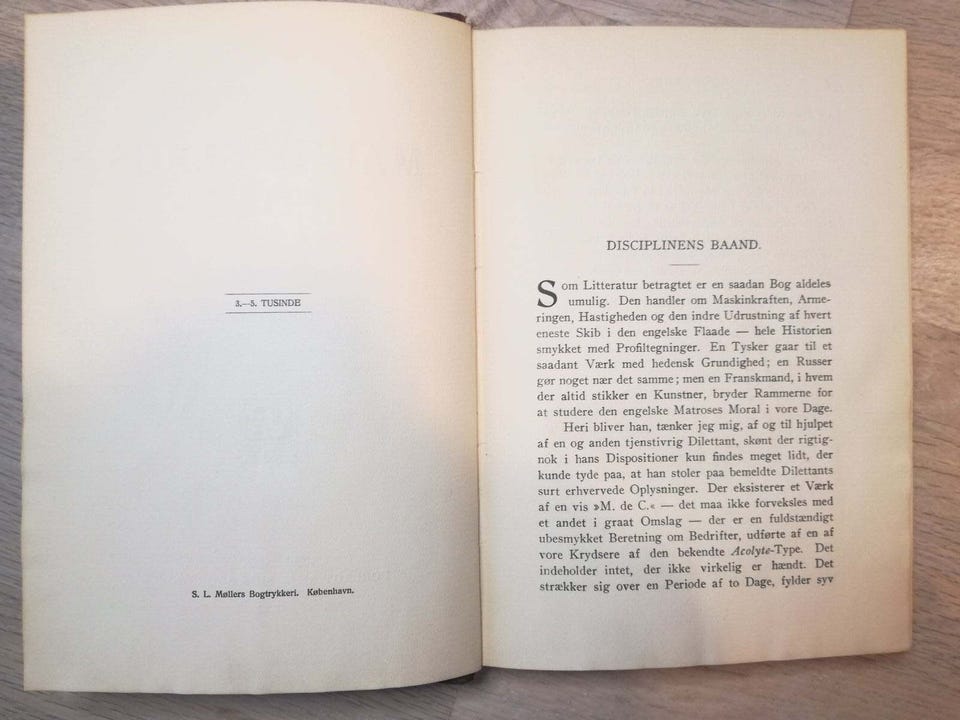 3.—5. TUSINDE
S. L. Møllers Bogtrykkeri. København.
DISCIPLINENS BAAND.
Som Litteratur betragtet er en saadan Bog aldeles
umulig. Den handler om Maskinkraften, Arme-
ringen, Hastigheden og den indre Udrustning af hvert
eneste Skib i den engelske Flaade — hele Historien
smykket med Profiltegninger. En Tysker gaar til et
saadant Værk med hedensk Grundighed; en Russer
gør noget nær det samme; men en Franskmand, i hvem
der altid stikker en Kunstner, bryder Rammerne for
at studere den engelske Matroses Moral i vore Dage.
Heri bliver han, tænker jeg mig, af og til hjulpet
af en og anden tjenstivrig Dilettant, skønt der rigtig-
nok i hans Dispositioner kun findes meget lidt, der
kunde tyde paa, at han stoler paa bemeldte Dilettants
surt erhvervede Oplysninger. Der eksisterer et Værk
af en vis »M. de C.« — det maa ikke forveksles med
et andet i graat Omslag — der er en fuldstændigt
ubesmykket Beretning om Bedrifter, udførte af en af
vore Krydsere af den bekendte Acolyte-Type. Det
indeholder intet, der ikke virkelig er hændt. Det
strækker sig over en Periode af to Dage, fylder syv